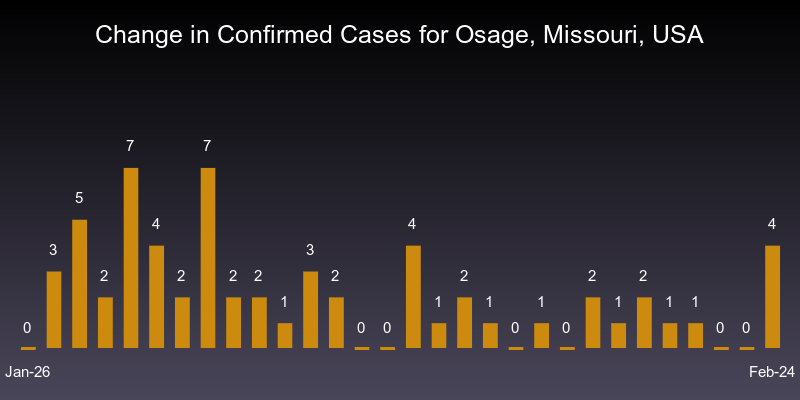 Change in Confirmed Cases for Osage, Missouri, USA
0 3 5 2 7 4 2 7 2 2 1 3 2 0 0 4 1 2 1 0 1 0 2 1 2 1 1 0 0 4
Jan-26 Feb-24